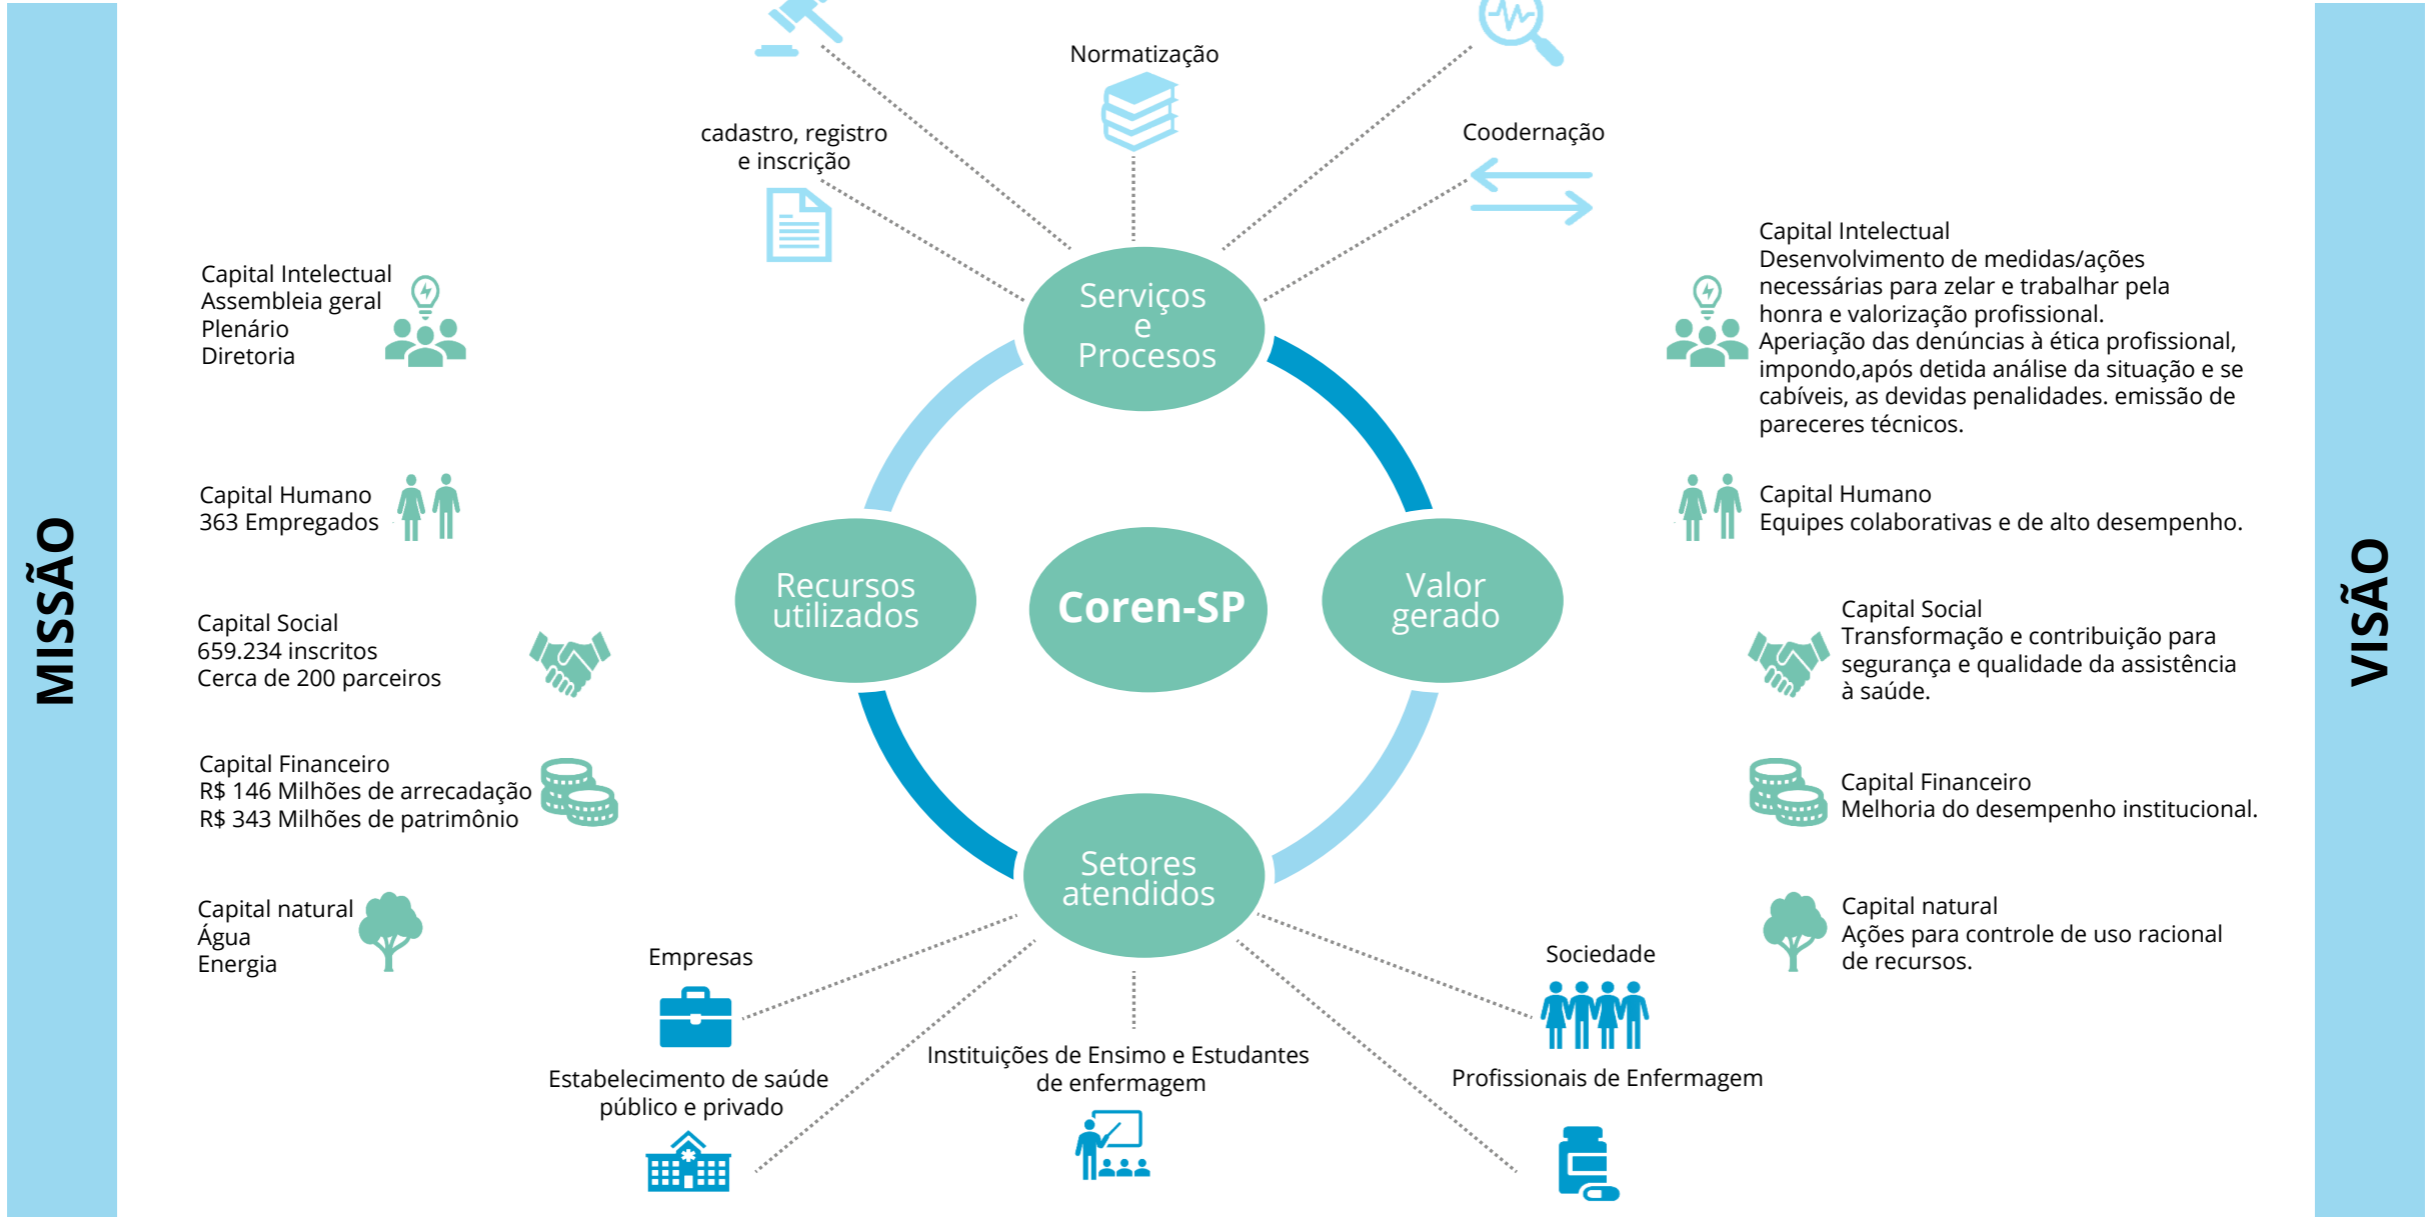 MISSÃO
Normatização
cadastro, registro
e inscrição
Coodernação
Capital Intelectual
Assembleia geral
Plenário
Diretoria
Capital Humano
363 Empregados
Capital Social
659.234 inscritos
Cerca de 200 parceiros
Capital Financeiro
R$ 146 Milhões de arrecadação
R$ 343 Milhões de patrimônio
Capital natural
Água
Energia
Serviços
e
Procesos
Recursos
utilizados
Coren-SP
Valor
gerado
Setores
atendidos
Empresas
Estabelecimento de saúde
público e privado
Instituições de Ensimo e Estudantes
de enfermagem
Sociedade
Profissionais de Enfermagem
Capital Intelectual
Desenvolvimento de medidas/ações
necessárias para zelar e trabalhar pela
honra e valorização profissional.
Aperiação das denúncias à ética profissional,
impondo,após detida análise da situação e se
cabíveis, as devidas penalidades. emissão de
pareceres técnicos.
Capital Humano
Equipes colaborativas e de alto desempenho.
Capital Social
Transformação e contribuição para
segurança e qualidade da assistência
à saúde.
Capital Financeiro
Melhoria do desempenho institucional.
Capital natural
Ações para controle de uso racional
de recursos.
VISÃO